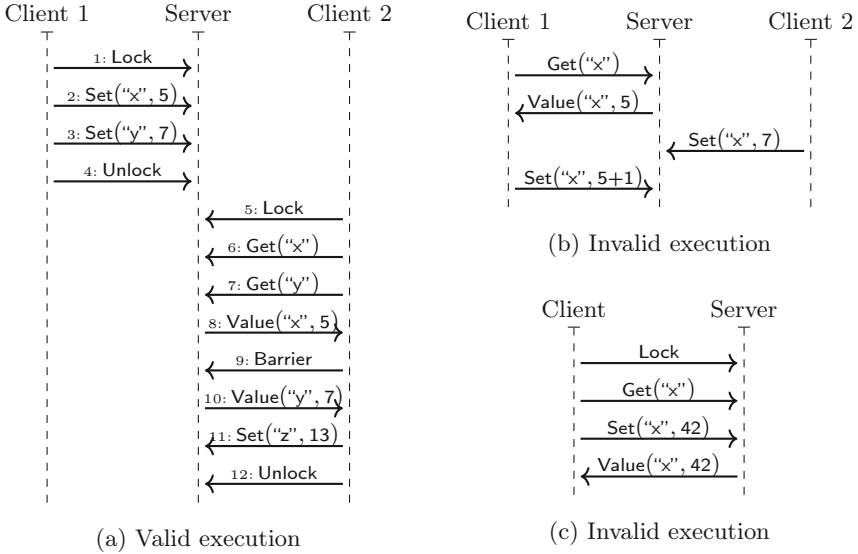 Client 1 Server Client 2
1: Lock
2: Set(“x”, 5)
3: Set(“y”, 7)
4: Unlock
5: Lock
6: Get(“x”)
7: Get(“y”)
8: Value(“x”, 5)
9: Barrier
10: Value(“y”, 7)
11: Set(“z”, 13)
12: Unlock
(a) Valid execution
Client 1 Server Client 2
Get(“x”)
Value(“x”, 5)
Set(“x”, 7)
Set(“x”, 5+1)
(b) Invalid execution
Client Server
Lock
Get(“x”)
Set(“x”, 42)
Value(“x”, 42)
(c) Invalid execution